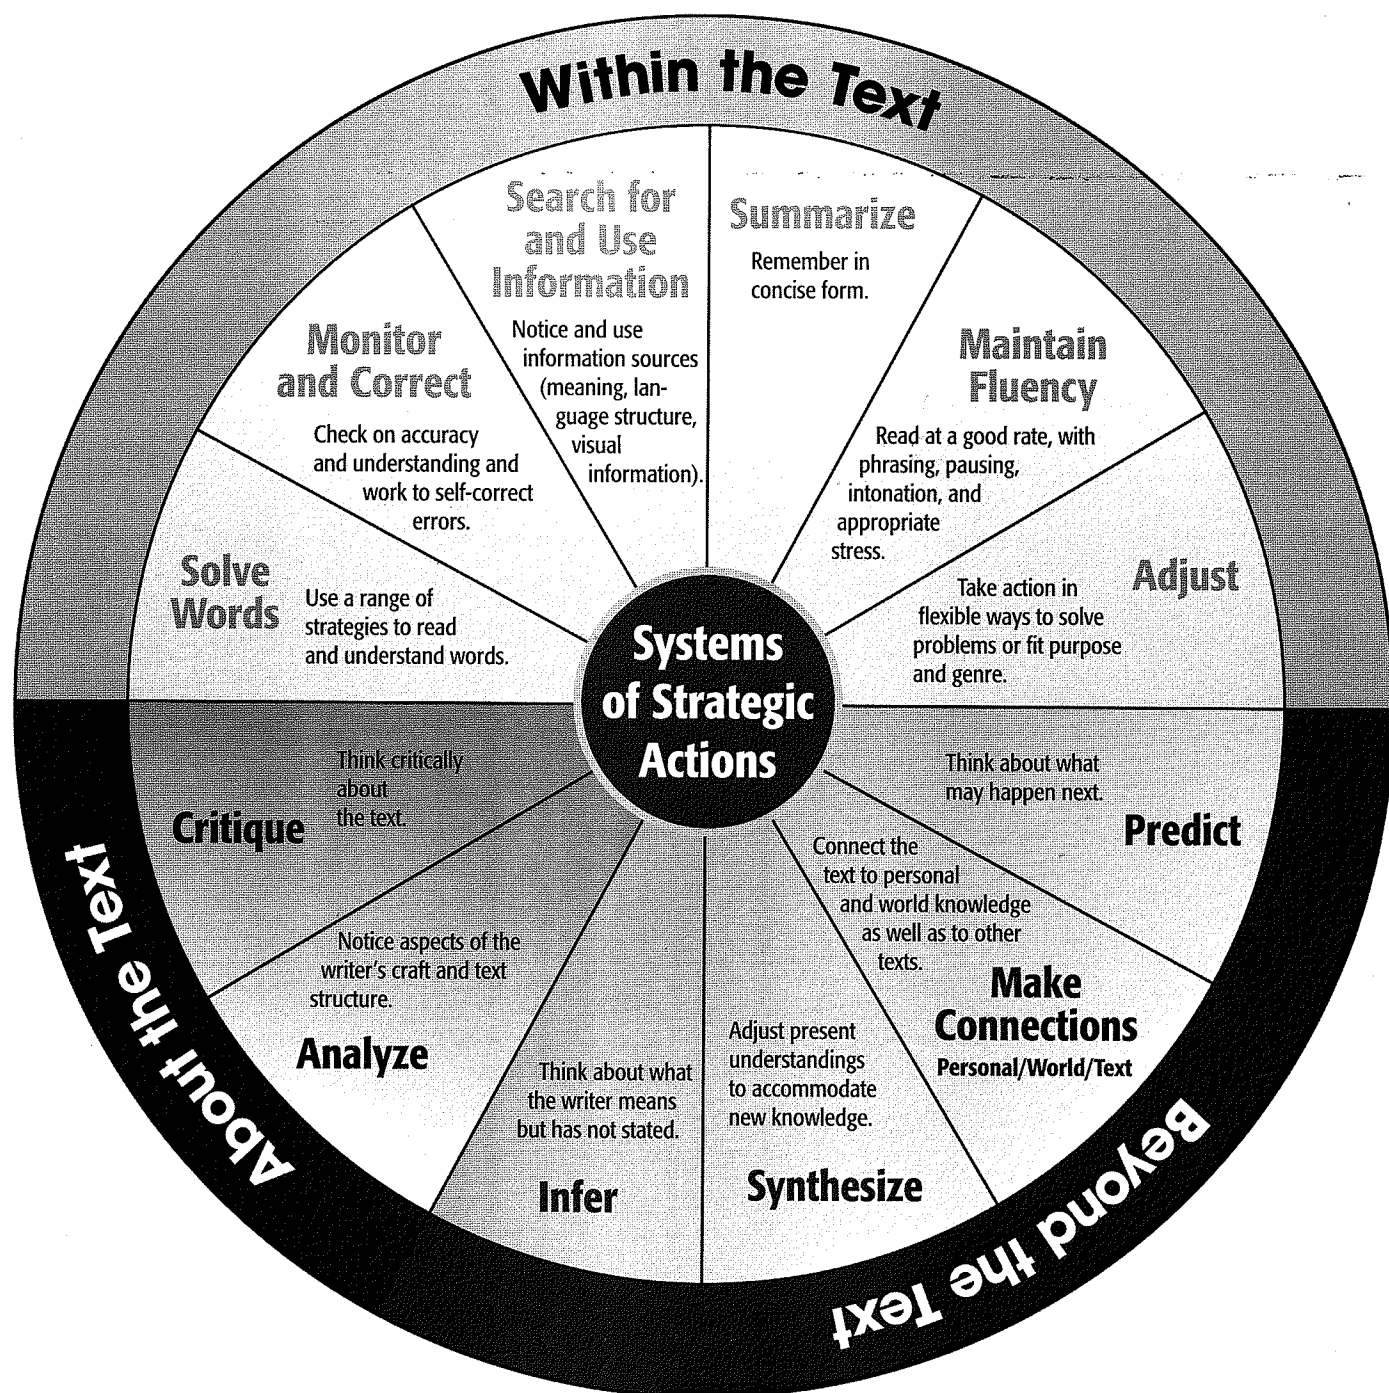 Within the Text
Search for
and Use
Information
Notice and use
information sources
(meaning, lan-
guage structure,
visual
information).
Summarize
Remember in
concise form.
Monitor
and Correct
Check on accuracy
and understanding and
work to self-correct
errors.
Maintain
Fluency
Read at a good rate, with
phrasing, pausing,
intonation, and
appropriate
stress.
Solve
Words
Use a range of
strategies to read
and understand words.
Adjust
Take action in
flexible ways to solve
problems or fit purpose
and genre.
Systems
of Strategic
Actions
Critique
Think critically
about
the text.
Think about what
may happen next.
Predict
Connect the
text to personal
and world knowledge
as well as to other
texts.
Make
Connections
Personal/World/Text
Notice aspects of the
writer's craft and text
structure.
Analyze
Think about what
the writer means
but has not stated.
Infer
Adjust present
understandings
to accommodate
new knowledge.
Synthesize
About the Text
Beyond the Text